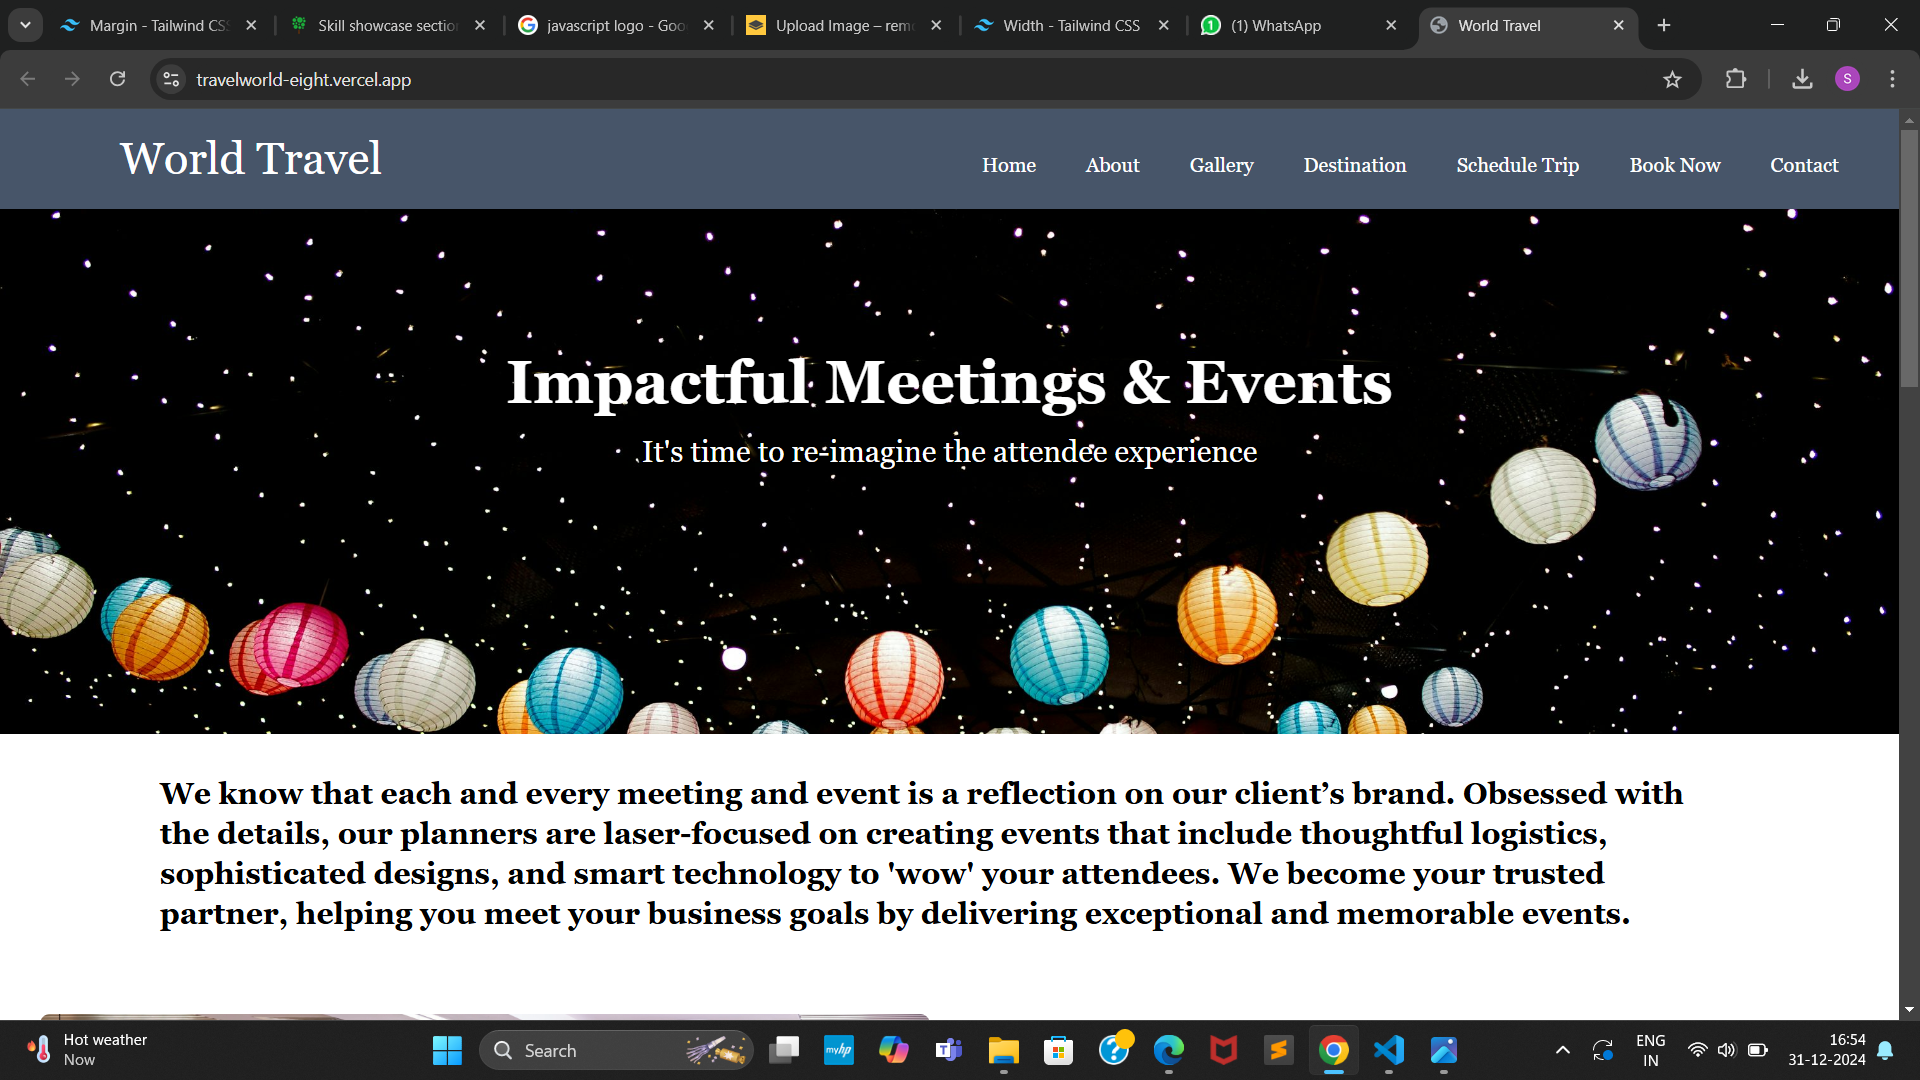 Margin - Tailwind CSS
Skill showcase section
javascript logo - Goo
Upload Image – rem
Width - Tailwind CSS
(1) WhatsApp
World Travel
travelworld-eight.vercel.app
S
World Travel
Home
About
Gallery
Destination
Schedule Trip
Book Now
Contact
Impactful Meetings & Events
It's time to re-imagine the attendee experience
We know that each and every meeting and event is a reflection on our client’s brand. Obsessed with
the details, our planners are laser-focused on creating events that include thoughtful logistics,
sophisticated designs, and smart technology to 'wow' your attendees. We become your trusted
partner, helping you meet your business goals by delivering exceptional and memorable events.
Hot weather
Now
Search
myhp
ENG
IN
16:54
31-12-2024